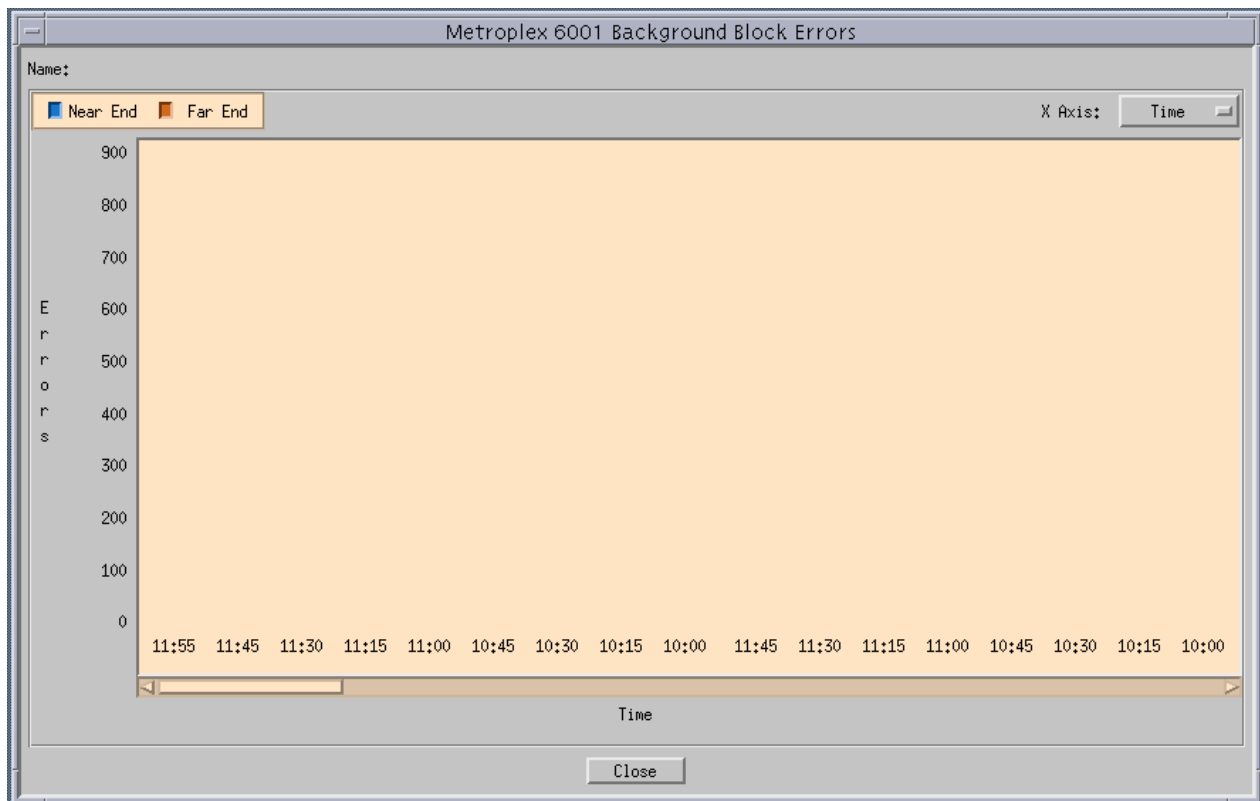 Metroplex 6001 Background Block Errors
Name:
Near End Far End
X Axis: Time
900
800
700
600
500
400
300
200
100
0
Errors
11:55 11:45 11:30 11:15 11:00 10:45 10:30 10:15 10:00 11:45 11:30 11:15 11:00 10:45 10:30 10:15 10:00
Time
Close